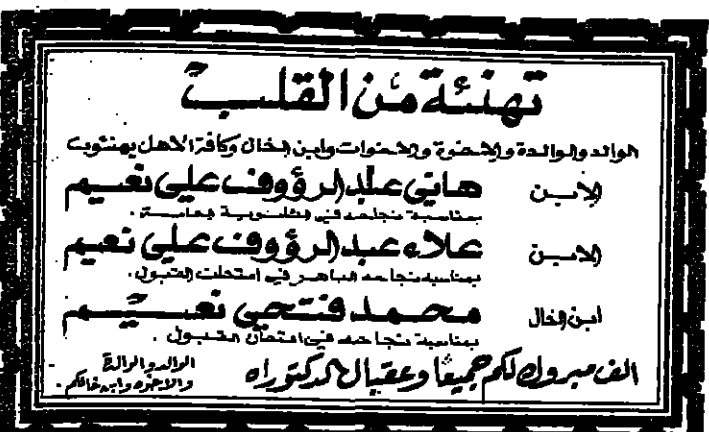 تهنئة من القلب
الوالد والوالدة والاخوة والاخوات وابن الخال وكافة الاهل يهنئون
الابن هاني عبد الرؤوف علي نعيم
بمناسبة نجاحه في الثانوية العامة .
الابن علاء عبد الرؤوف علي نعيم
بمناسبة نجاحه الباهر في امتحان القبول .
ابن الخال محمد فتحي نعيم
بمناسبة نجاحه في امتحان القبول .
الف مبروك لكم جميعا وعقبال الدكتوراه
الوالد والوالدة
والاخوه وابن خالكم .